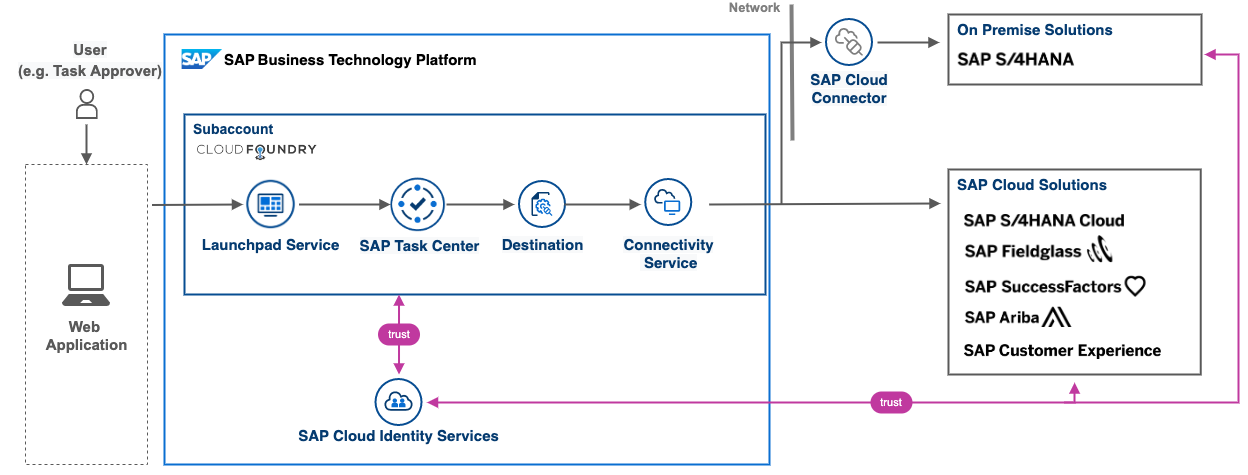 Network
User
(e.g. Task Approver)
SAP SAP Business Technology Platform
On Premise Solutions
SAP S/4HANA
SAP Cloud
Connector
Subaccount
CLOUD FOUNDRY
Launchpad Service
SAP Task Center
Destination
Connectivity
Service
SAP Cloud Solutions
SAP S/4HANA Cloud
SAP Fieldglass
SAP SuccessFactors
SAP Ariba
SAP Customer Experience
Web
Application
trust
trust
SAP Cloud Identity Services